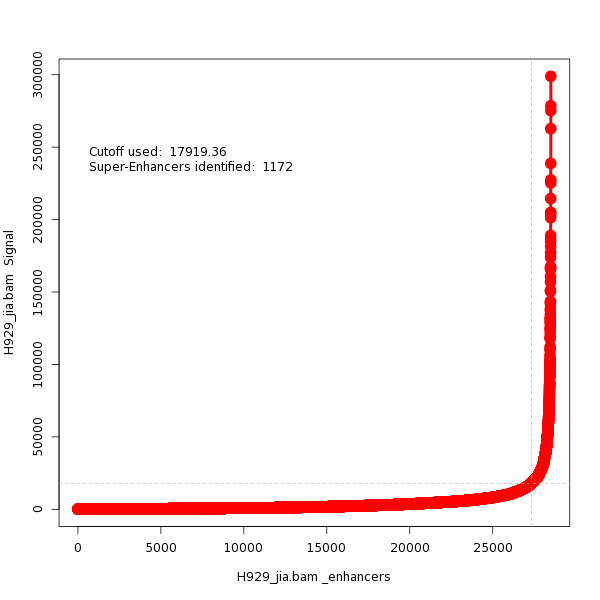 300000
250000
200000
150000
100000
50000
0
H929_jia.bam Signal
Cutoff used: 17919.36
Super-Enhancers identified: 1172
0 5000 10000 15000 20000 25000
H929_jia.bam _enhancers